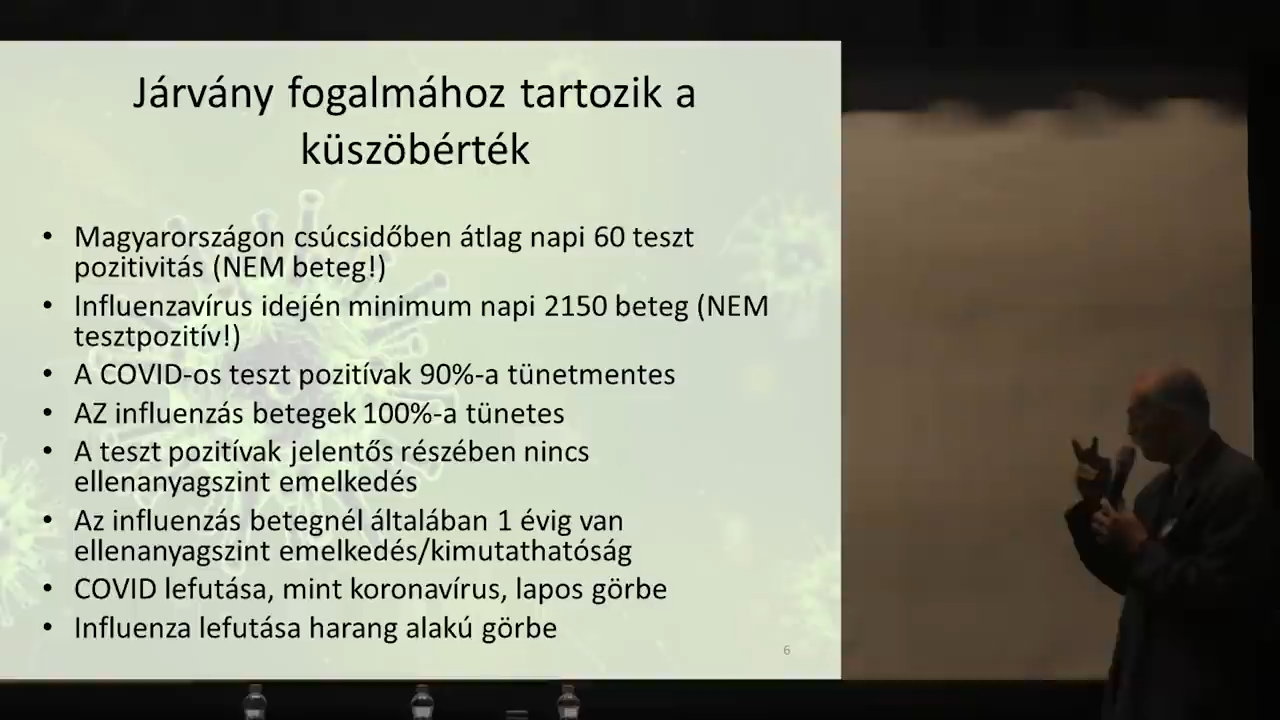 Járvány fogalmához tartozik a
küszöbérték
• Magyarországon csúcsidőben átlag napi 60 teszt
pozitivitás (NEM beteg!)
• Influenzavírus idején minimum napi 2150 beteg (NEM
tesztpozitív!)
• A COVID-os teszt pozitívak 90%-a tünetmentes
• AZ influenzás betegek 100%-a tünetes
• A teszt pozitívak jelentős részében nincs
ellenanyagszint emelkedés
• Az influenzás betegnél általában 1 évig van
ellenanyagszint emelkedés/kimutathatóság
• COVID lefutása, mint koronavírus, lapos görbe
• Influenza lefutása harang alakú görbe
6